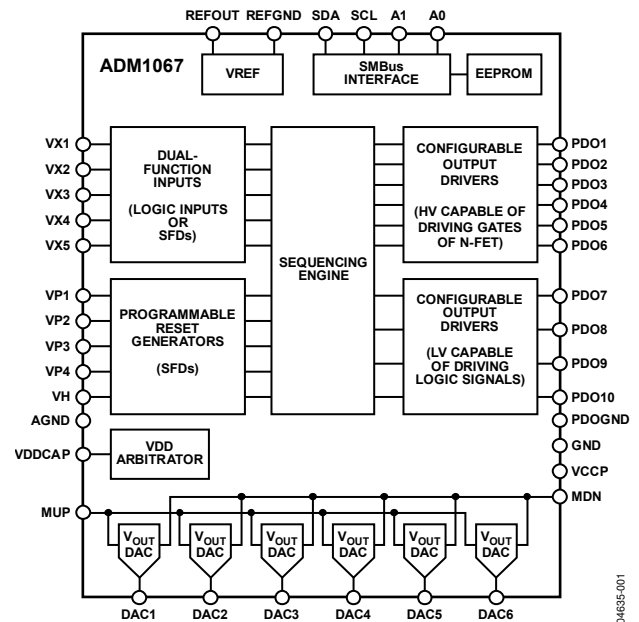 REFOUT REFGND SDA SCL A1 A0
ADM1067
VREF
SMBus
INTERFACE
EEPROM
VX1
VX2
VX3
VX4
VX5
DUAL-
FUNCTION
INPUTS
(LOGIC INPUTS
OR
SFDs)
SEQUENCING
ENGINE
CONFIGURABLE
OUTPUT
DRIVERS
(HV CAPABLE OF
DRIVING GATES
OF N-FET)
PDO1
PDO2
PDO3
PDO4
PDO5
PDO6
VP1
VP2
VP3
VP4
VH
PROGRAMMABLE
RESET
GENERATORS
(SFDs)
CONFIGURABLE
OUTPUT
DRIVERS
(LV CAPABLE
OF DRIVING
LOGIC SIGNALS)
PDO7
PDO8
PDO9
PDO10
AGND
PDOGND
VDDCAP
VDD
ARBITRATOR
GND
VCCP
MUP
MDN
VOUT
DAC
VOUT
DAC
VOUT
DAC
VOUT
DAC
VOUT
DAC
VOUT
DAC
DAC1 DAC2 DAC3 DAC4 DAC5 DAC6
04635-001